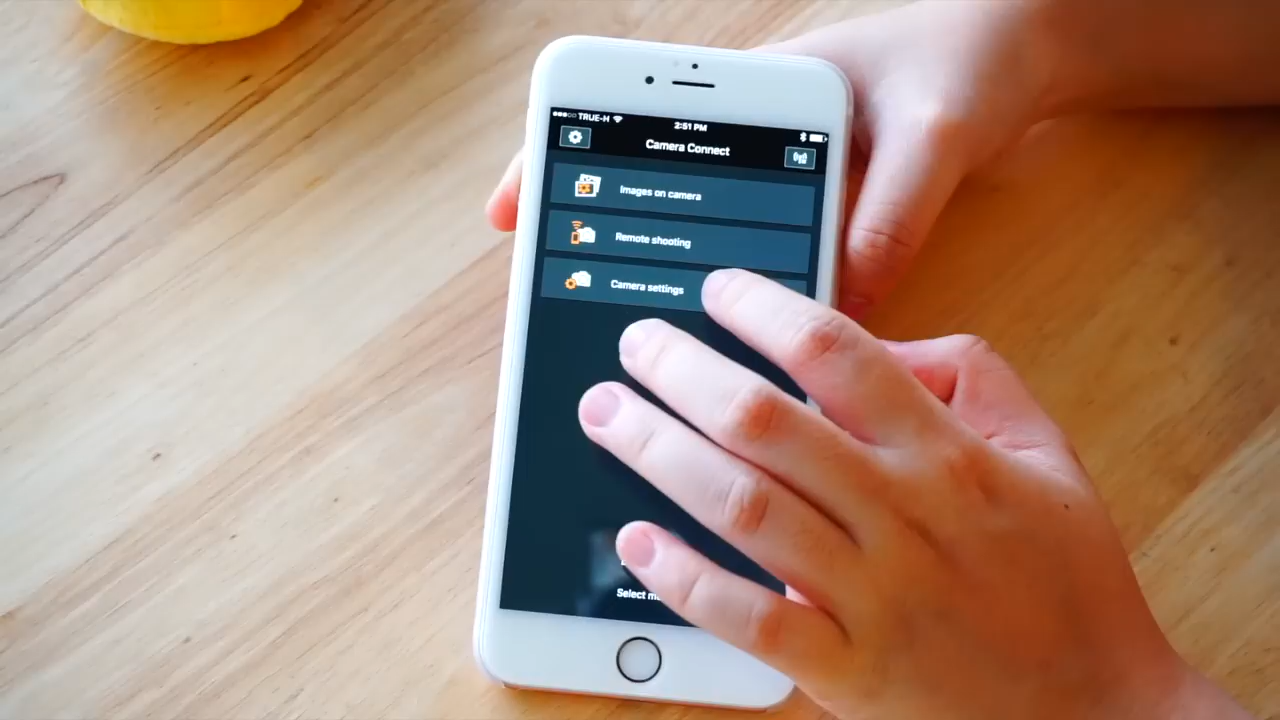 TRUE-H
2:51 PM
Camera Connect
Images on camera
Remote shooting
Camera settings
Select